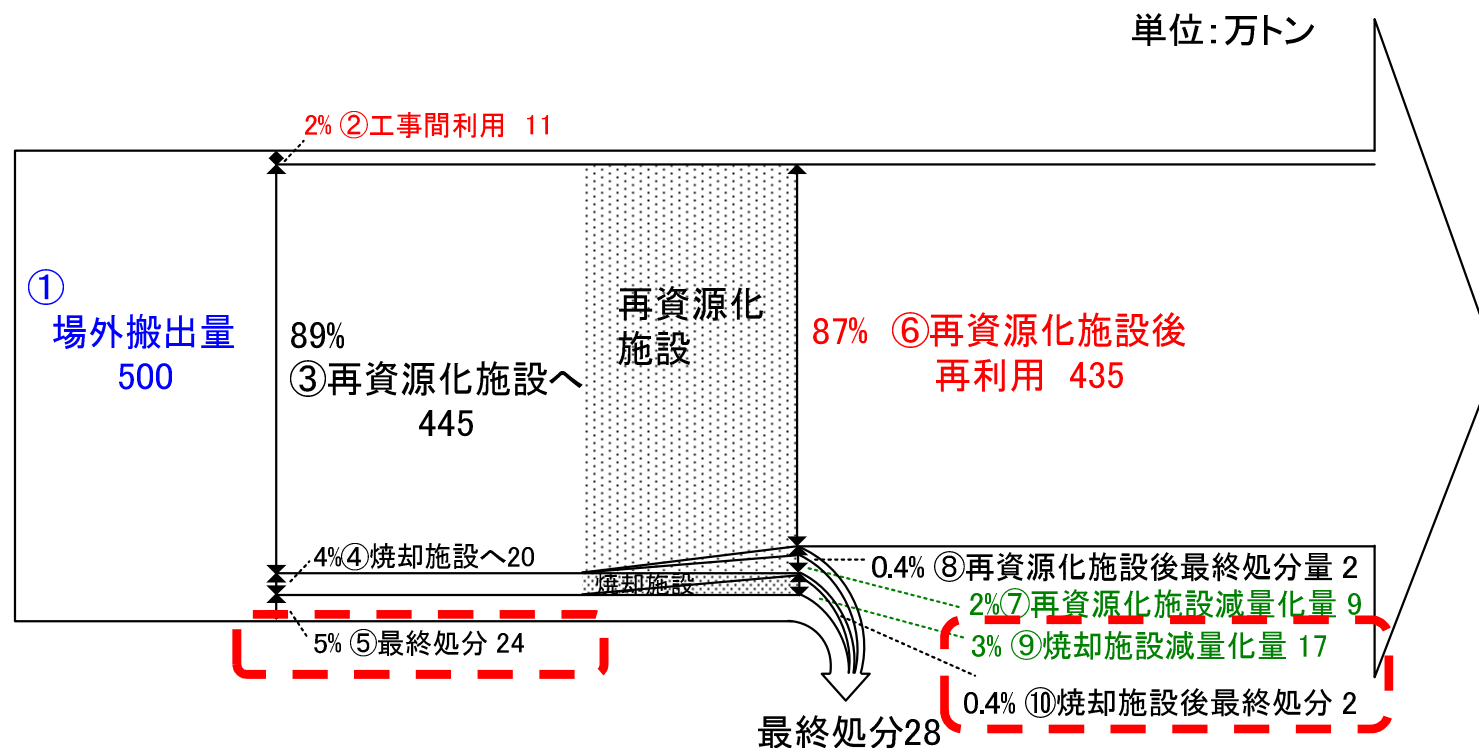 単位：万トン
2% ②工事間利用 11
①
場外搬出量
500
89%
③再資源化施設へ
445
再資源化
施設
87% ⑥再資源化施設後
再利用 435
4%④焼却施設へ20
焼却施設
5% ⑤最終処分 24
0.4% ⑧再資源化施設後最終処分量 2
2%⑦再資源化施設減量化量 9
3% ⑨焼却施設減量化量 17
0.4% ⑩焼却施設後最終処分 2
最終処分28